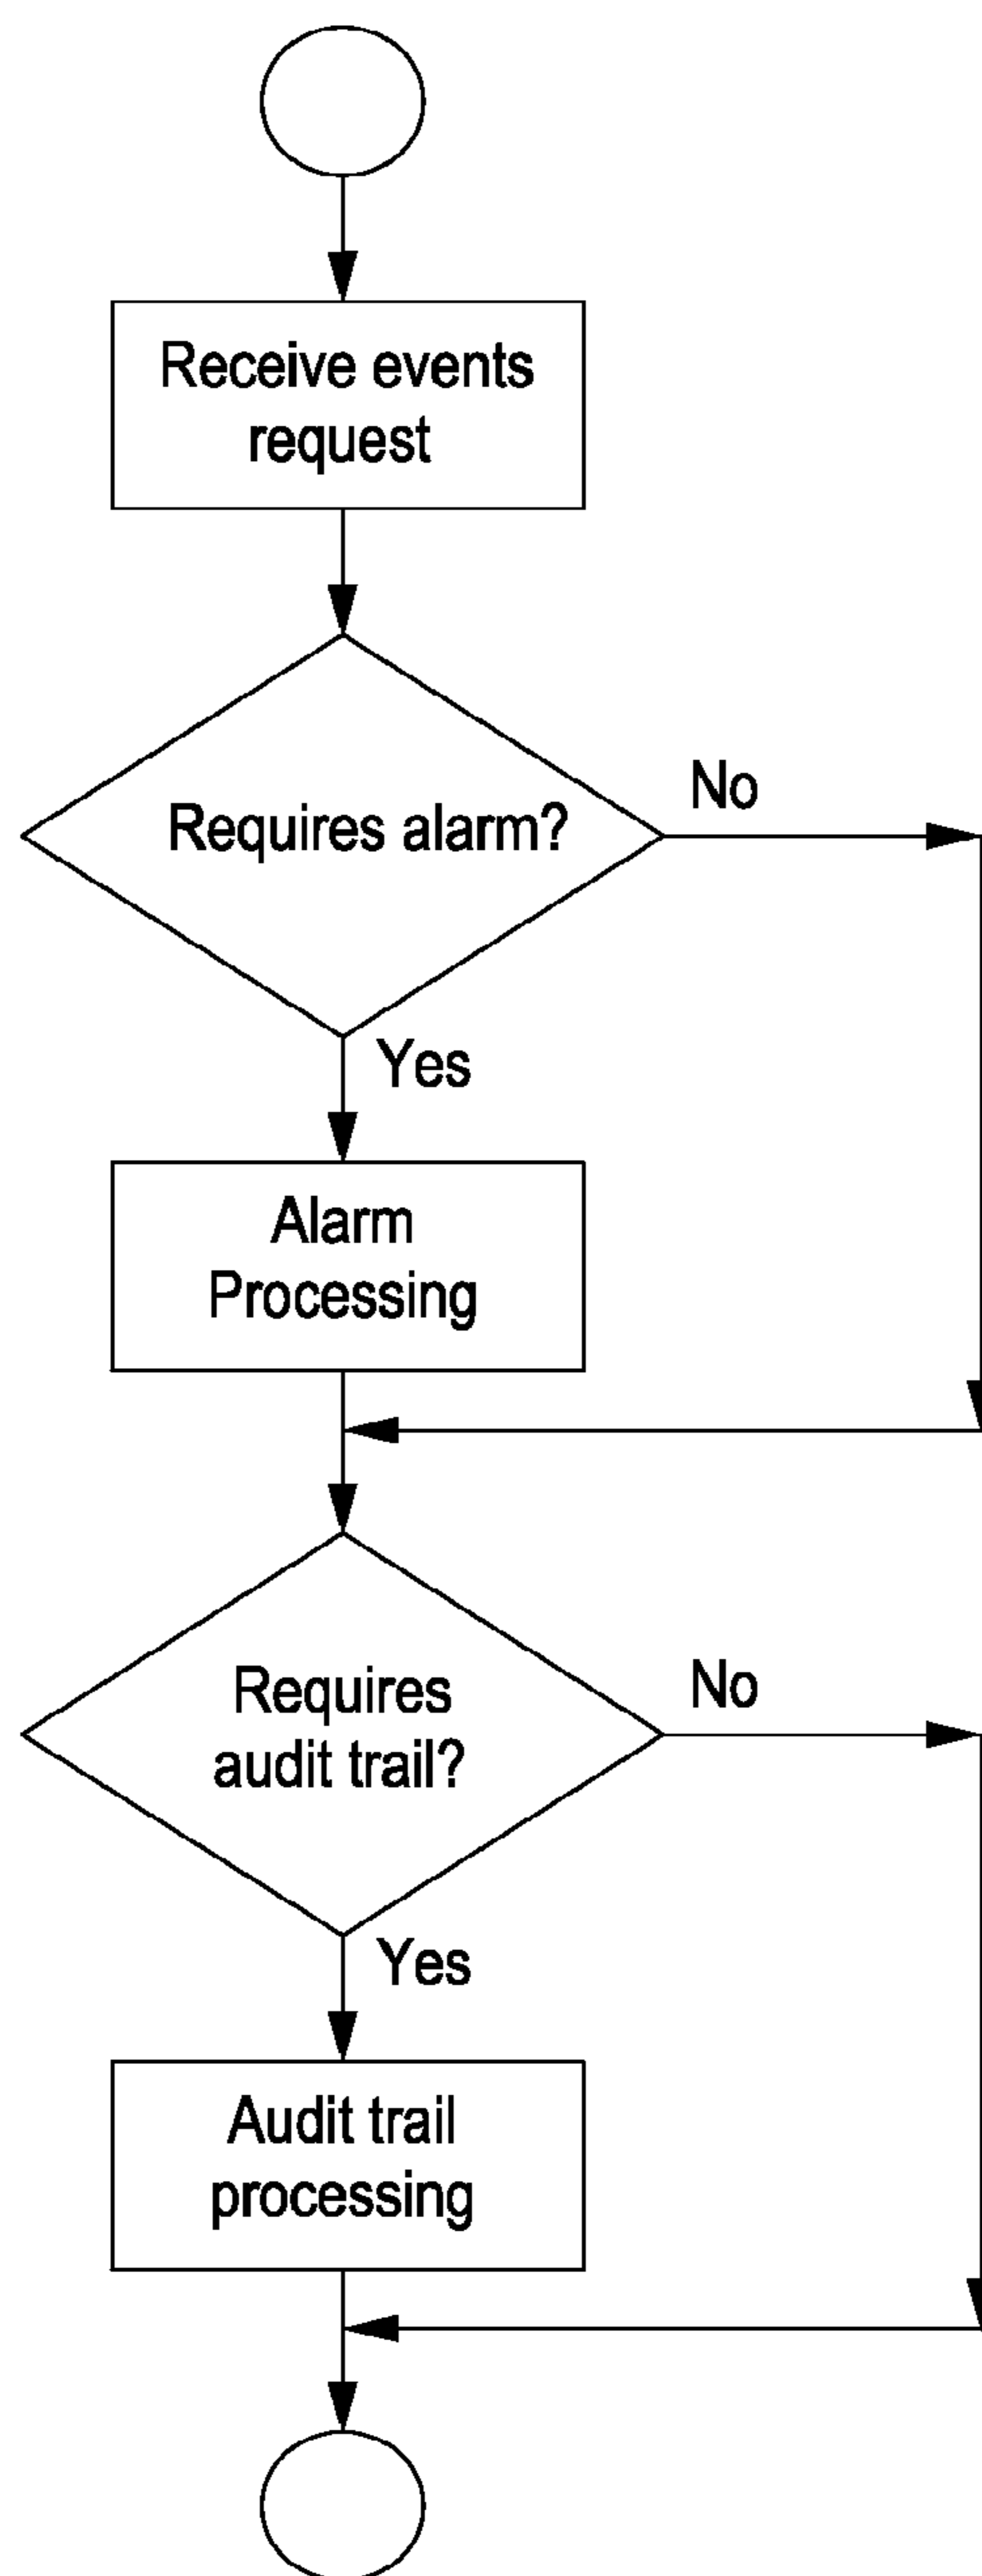 Receive events
request
Requires alarm?
No
Yes
Alarm
Processing
Requires
audit trail?
No
Yes
Audit trail
processing